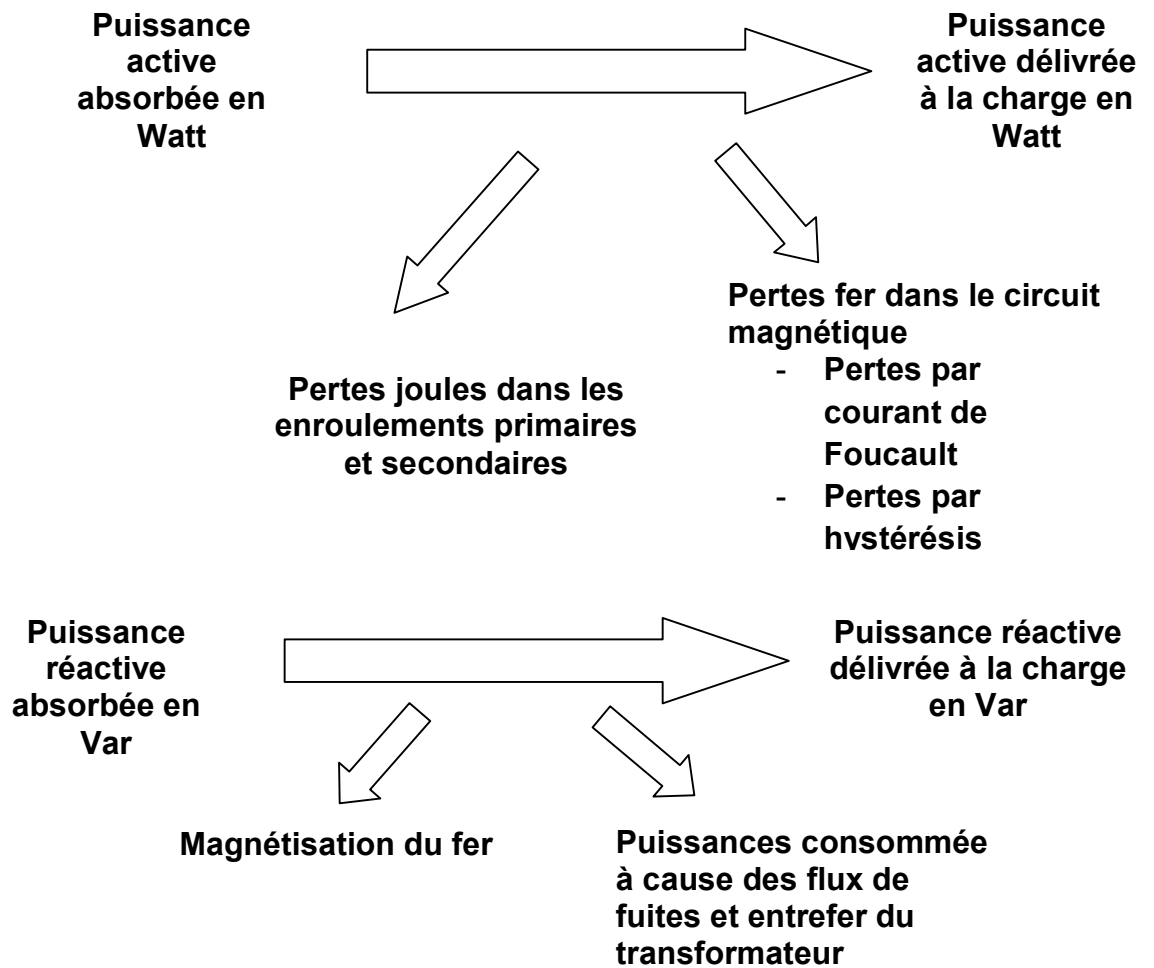 Puissance
active
absorbée en
Watt
Puissance
active délivrée
à la charge en
Watt
Pertes joules dans les
enroulements primaires
et secondaires
Pertes fer dans le circuit
magnétique
- Pertes par
courant de
Foucault
- Pertes par
hystérésis
Puissance
réactive
absorbée en
Var
Puissance réactive
délivrée à la charge
en Var
Magnétisation du fer
Puissances consommée
à cause des flux de
fuites et entrefer du
transformateur